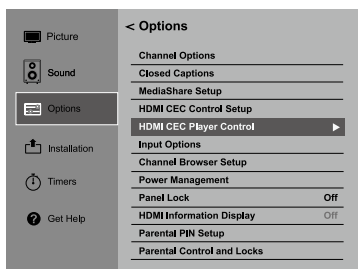 Picture
Sound
Options
Installation
Timers
Get Help
< Options
Channel Options
Closed Captions
MediaShare Setup
HDMI CEC Control Setup
HDMI CEC Player Control
Input Options
Channel Browser Setup
Power Management
Panel Lock Off
HDMI Information Display Off
Parental PIN Setup
Parental Control and Locks